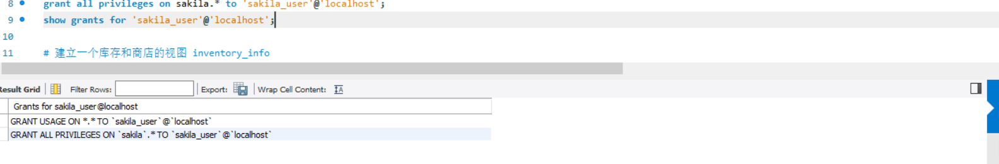 8 grant all privileges on sakila.* to 'sakila_user'@'localhost';
9 show grants for 'sakila_user'@'localhost';
10
11 # 建立一个库存和商店的视图 inventory_info
Result Grid Filter Rows: Export: Wrap Cell Content: IA
Grants for sakila_user@localhost
GRANT USAGE ON *.* TO `sakila_user`@`localhost`
GRANT ALL PRIVILEGES ON `sakila`.* TO `sakila_user`@`localhost`